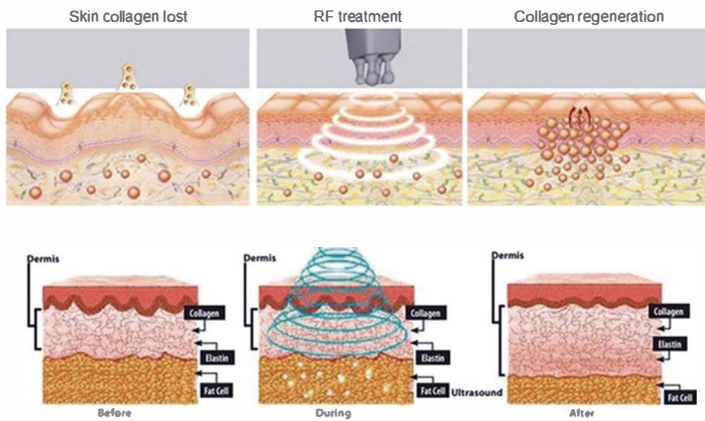 Skin collagen lost
RF treatment
Collagen regeneration
Dermis
Collagen
Elastin
Fat Cell
Before
Dermis
Collagen
Elastin
Fat Cell
Ultrasound
During
Dermis
Collagen
Elastin
Fat Cell
After